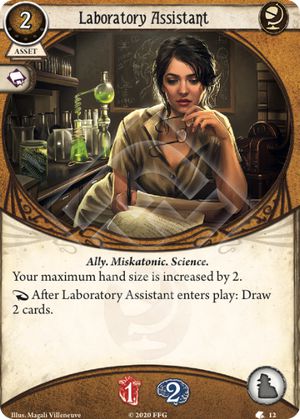 Laboratory Assistant
2
ASSET
Ally. Miskatonic. Science.
Your maximum hand size is increased by 2.
After Laboratory Assistant enters play: Draw
2 cards.
1 2
Illus. Magali Villeneuve © 2020 FFG 12